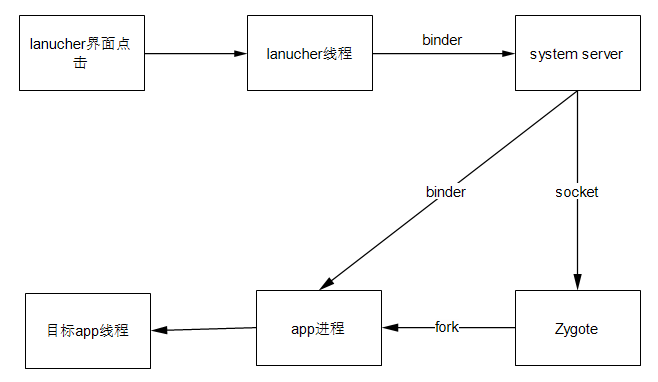 lanucher界面点
击
lanucher线程
binder
system server
binder
socket
目标app线程
app进程
fork
Zygote